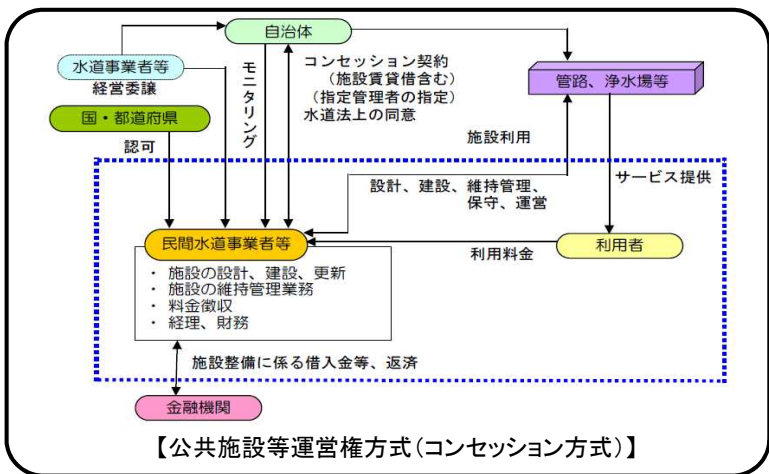 自治体
水道事業者等
経営委譲
モニタリング
コンセッション契約
（施設賃貸借含む）
（指定管理者の指定）
水道法上の同意
管路、浄水場等
国・都道府県
認可
施設利用
サービス提供
設計、建設、維持管理、
保守、運営
民間水道事業者等
利用料金
利用者
・ 施設の設計、建設、更新
・ 施設の維持管理業務
・ 料金徴収
・ 経理、財務
施設整備に係る借入金等、返済
金融機関
【公共施設等運営権方式（コンセッション方式）】